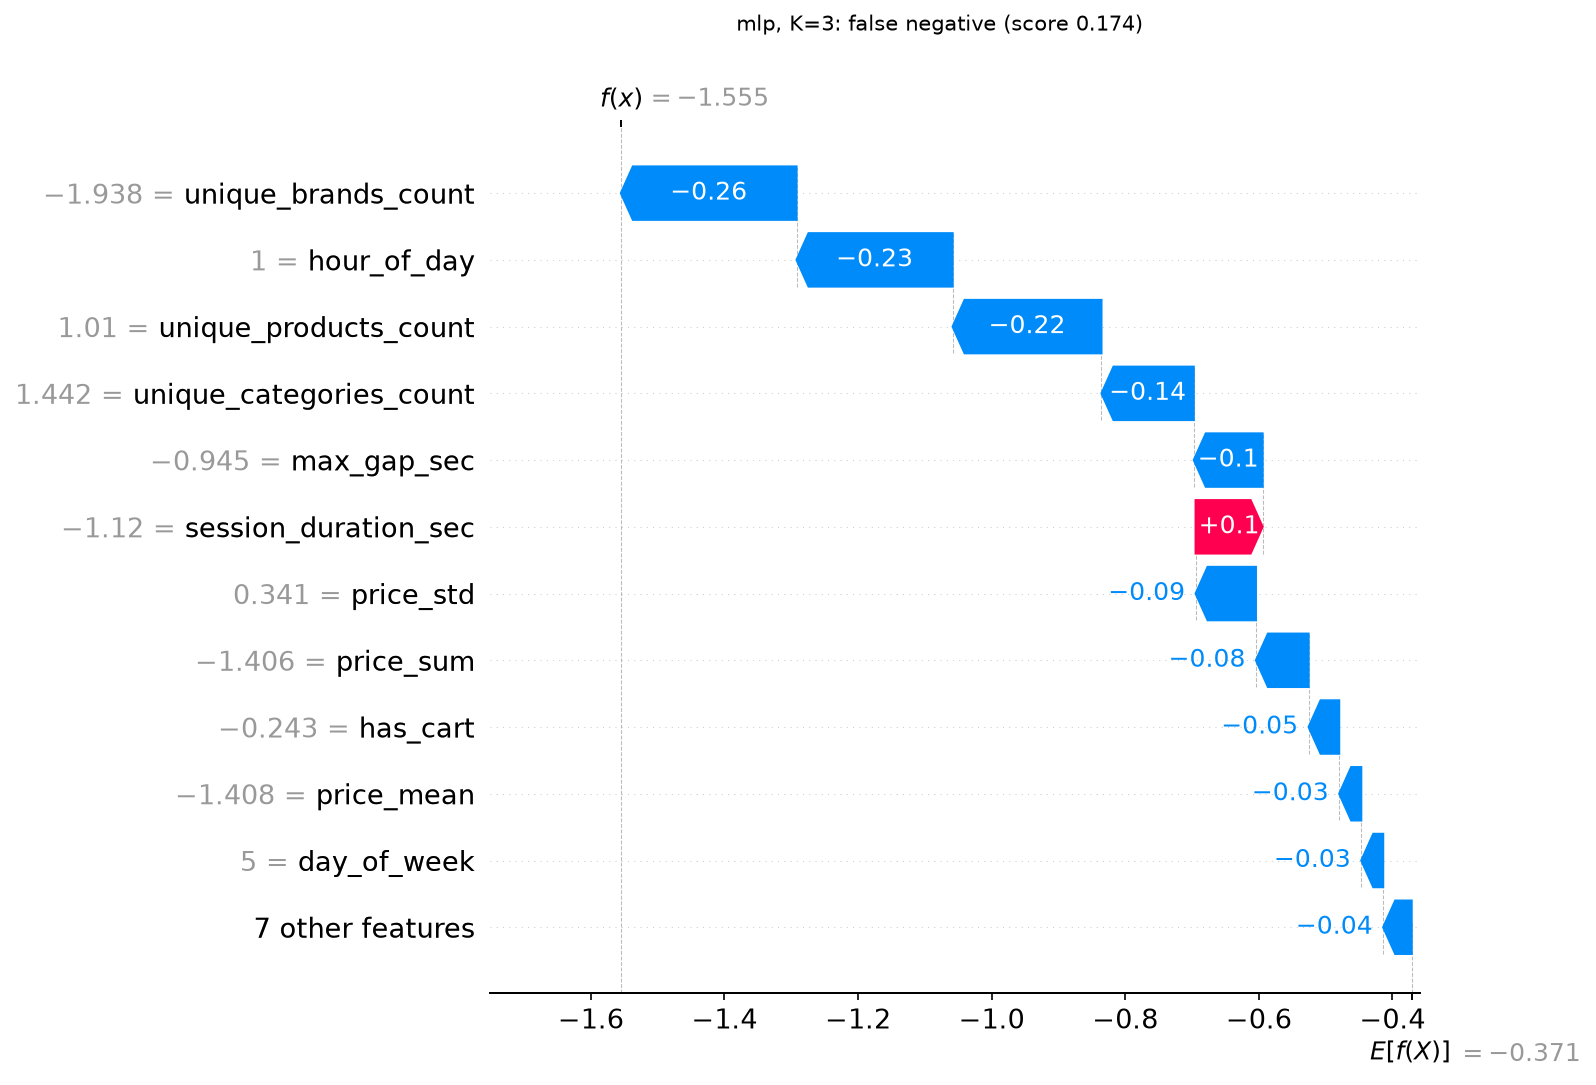 mlp, K=3: false negative (score 0.174)
f(x) = −1.555
−1.938 = unique_brands_count −0.26
1 = hour_of_day −0.23
1.01 = unique_products_count −0.22
1.442 = unique_categories_count −0.14
−0.945 = max_gap_sec −0.1
−1.12 = session_duration_sec +0.1
0.341 = price_std −0.09
−1.406 = price_sum −0.08
−0.243 = has_cart −0.05
−1.408 = price_mean −0.03
5 = day_of_week −0.03
7 other features −0.04
−1.6 −1.4 −1.2 −1.0 −0.8 −0.6 −0.4
E[f(X)] = −0.371